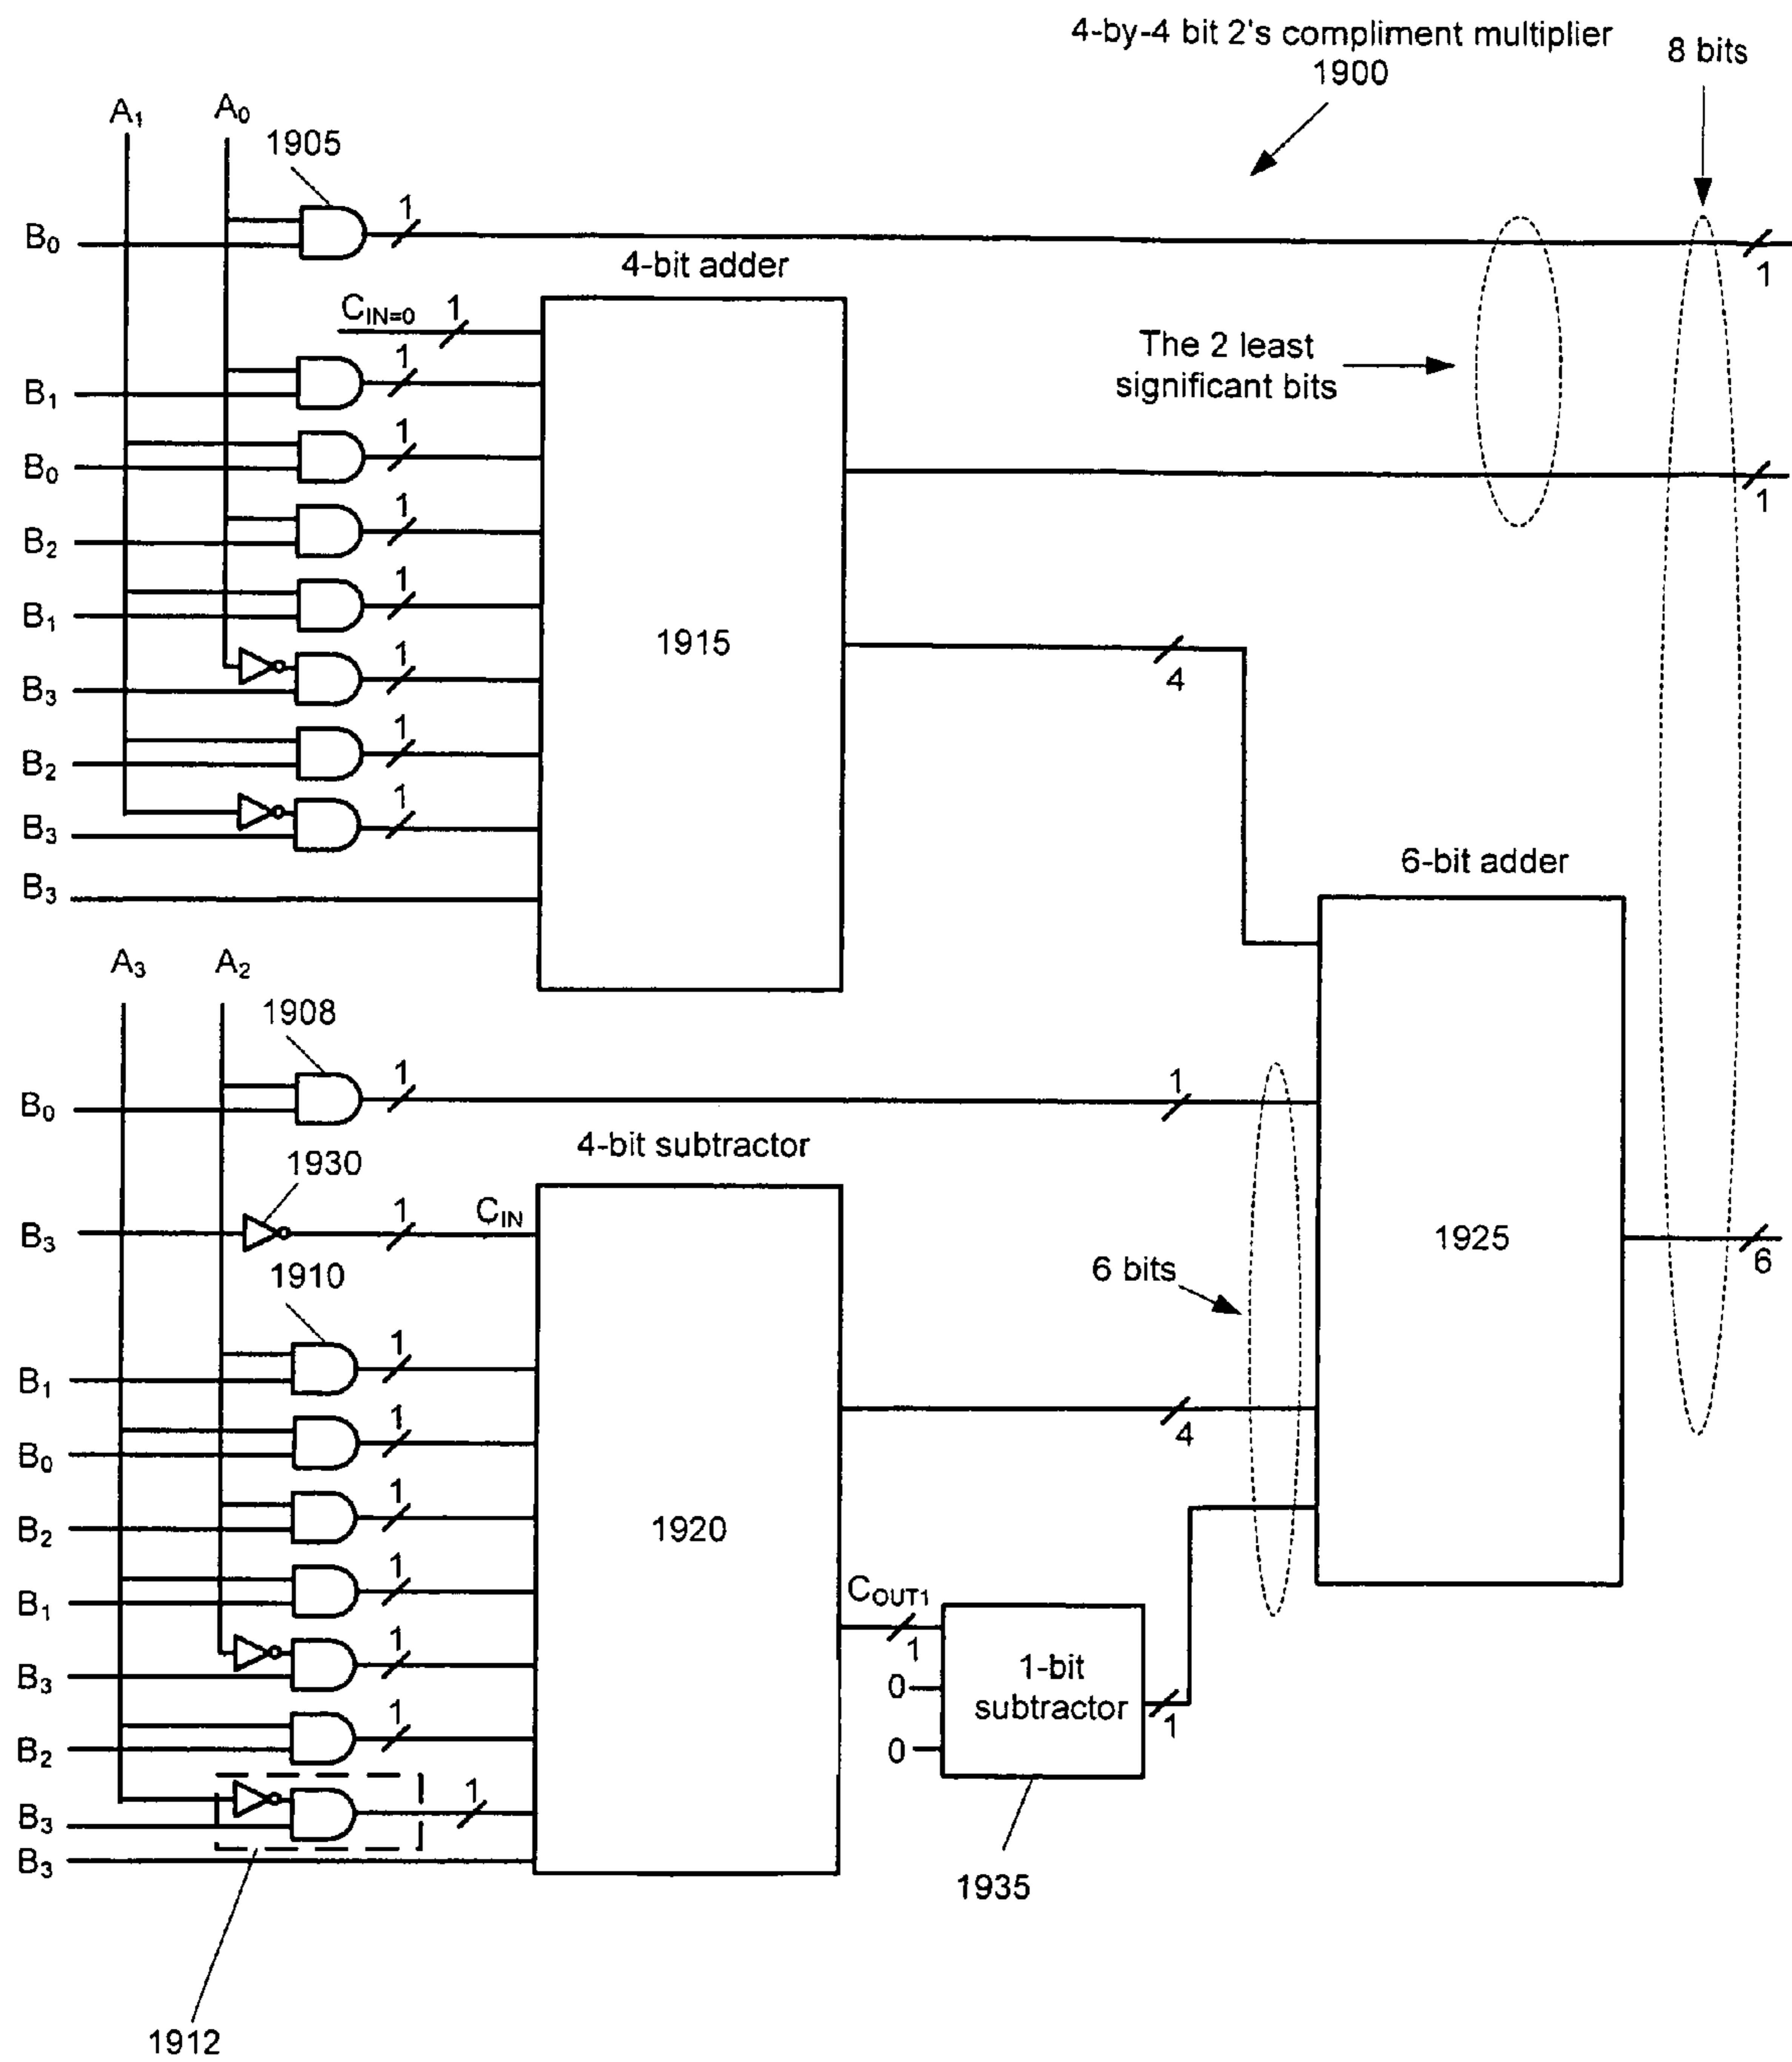 4-by-4 bit 2's compliment multiplier
1900
8 bits
A1
A0
1905
B0
1
1
4-bit adder
CIN=0
1
The 2 least
significant bits
B1
1
B0
1
1
B2
1
B1
1
1915
4
B3
1
B2
1
B3
1
B3
6-bit adder
A3
A2
1908
B0
1
1
4-bit subtractor
1930
B3
1
CIN
1925
6
1910
6 bits
B1
1
B0
1
4
B2
1
1920
B1
1
COUT1
1
B3
1
1-bit
subtractor
0
0
1
B2
1
B3
1
B3
1935
1912